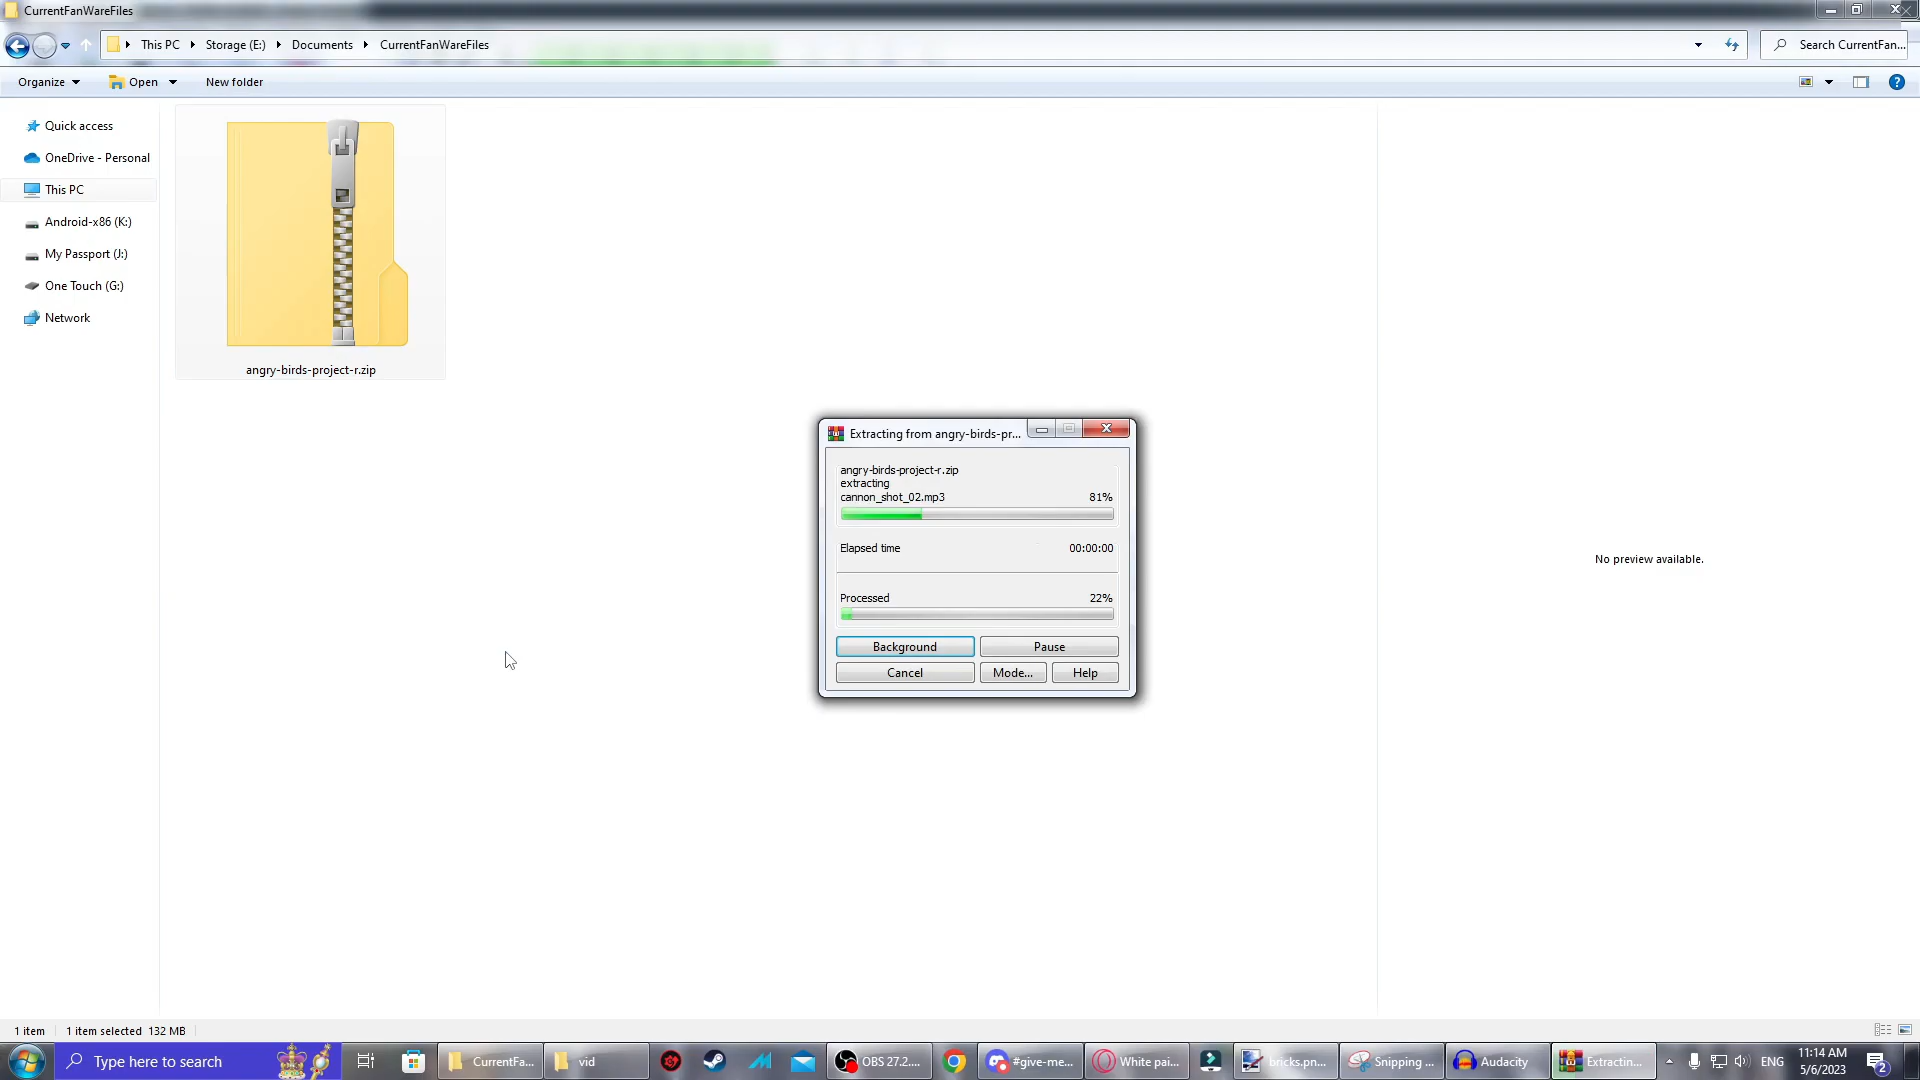 CurrentFanWareFiles
This PC
Storage (E:)
Documents
CurrentFanWareFiles
Search CurrentFan...
Organize
Open
New folder
Quick access
OneDrive - Personal
This PC
Android-x86 (K:)
My Passport (J:)
One Touch (G:)
Network
angry-birds-project-r.zip
Extracting from angry-birds-pr...
angry-birds-project-r.zip
extracting
cannon_shot_02.mp3 81%
Elapsed time 00:00:00
Processed 22%
Background Pause
Cancel Mode... Help
No preview available.
1 item 1 item selected 132 MB
Type here to search
CurrentFa...
vid
OBS 27.2....
#give-me...
White pai...
bricks.pn...
Snipping ...
Audacity
Extractin...
ENG
11:14 AM
5/6/2023
2